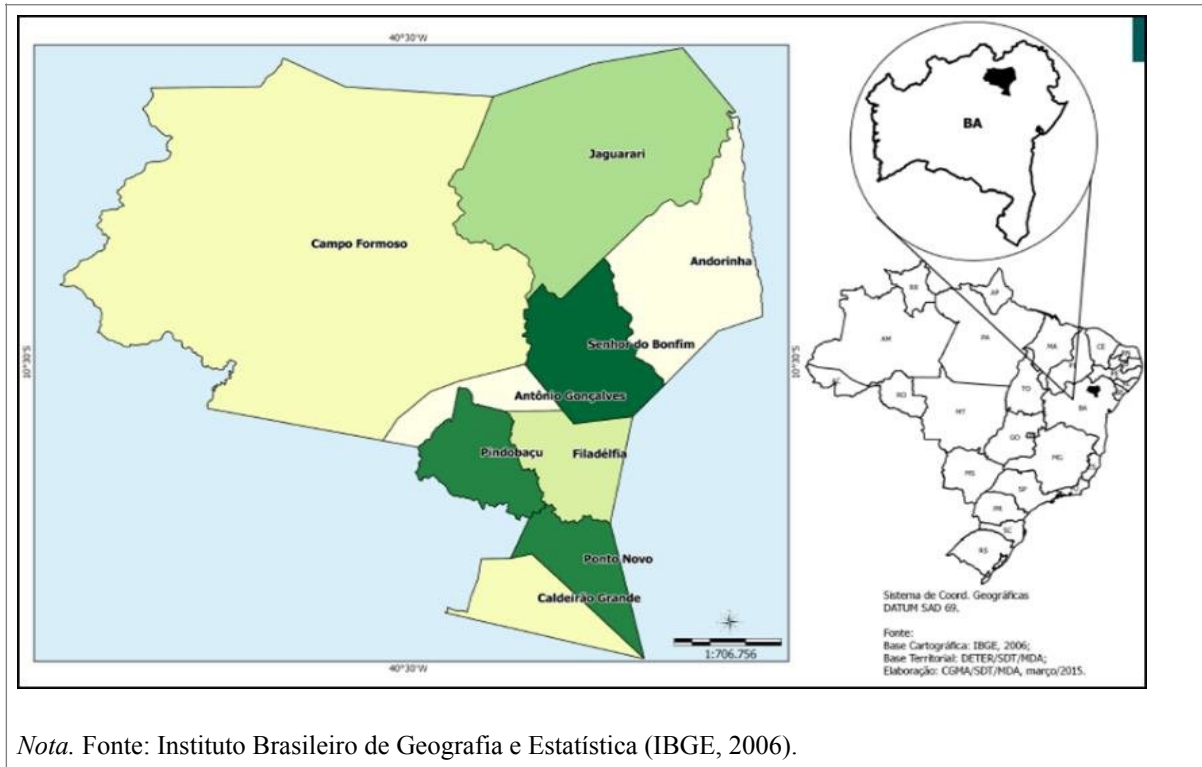 40°30'W
Jaguarari
Campo Formoso
Andorinha
Senhor do Bonfim
Antônio Gonçalves
Pindobaçu
Filadélfia
Ponto Novo
Caldeirão Grande
10°30'S
10°30'S
40°30'W
1:706.756
BA
RR
AP
AM
PA
MA
CE
TO
RO
MT
BA
GO
MG
MS
SP
PR
SC
RS
Sistema de Coord. Geográficas
DATUM SAD 69.
Fonte:
Base Cartográfica: IBGE, 2006;
Base Territorial: DETER/SDT/MDA;
Elaboração: CGMA/SDT/MDA, março/2015.
Nota. Fonte: Instituto Brasileiro de Geografia e Estatística (IBGE, 2006).